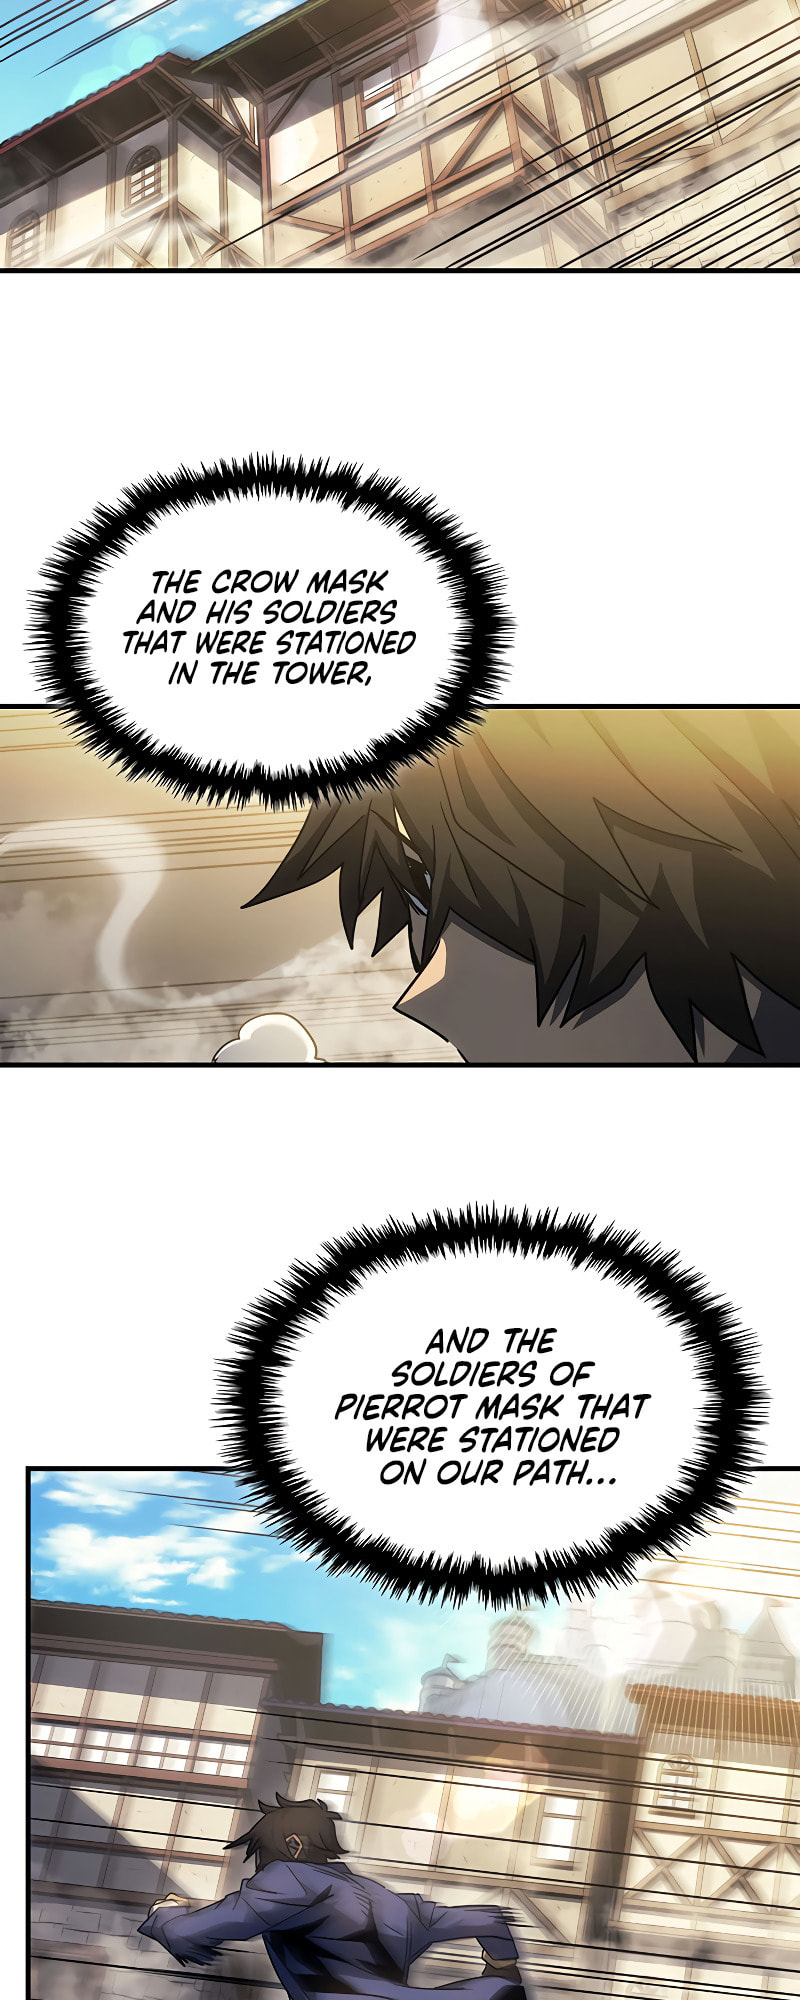 THE CROW MASK
AND HIS SOLDIERS
THAT WERE STATIONED
IN THE TOWER,
AND THE
SOLDIERS OF
PIERROT MASK THAT
WERE STATIONED
ON OUR PATH...